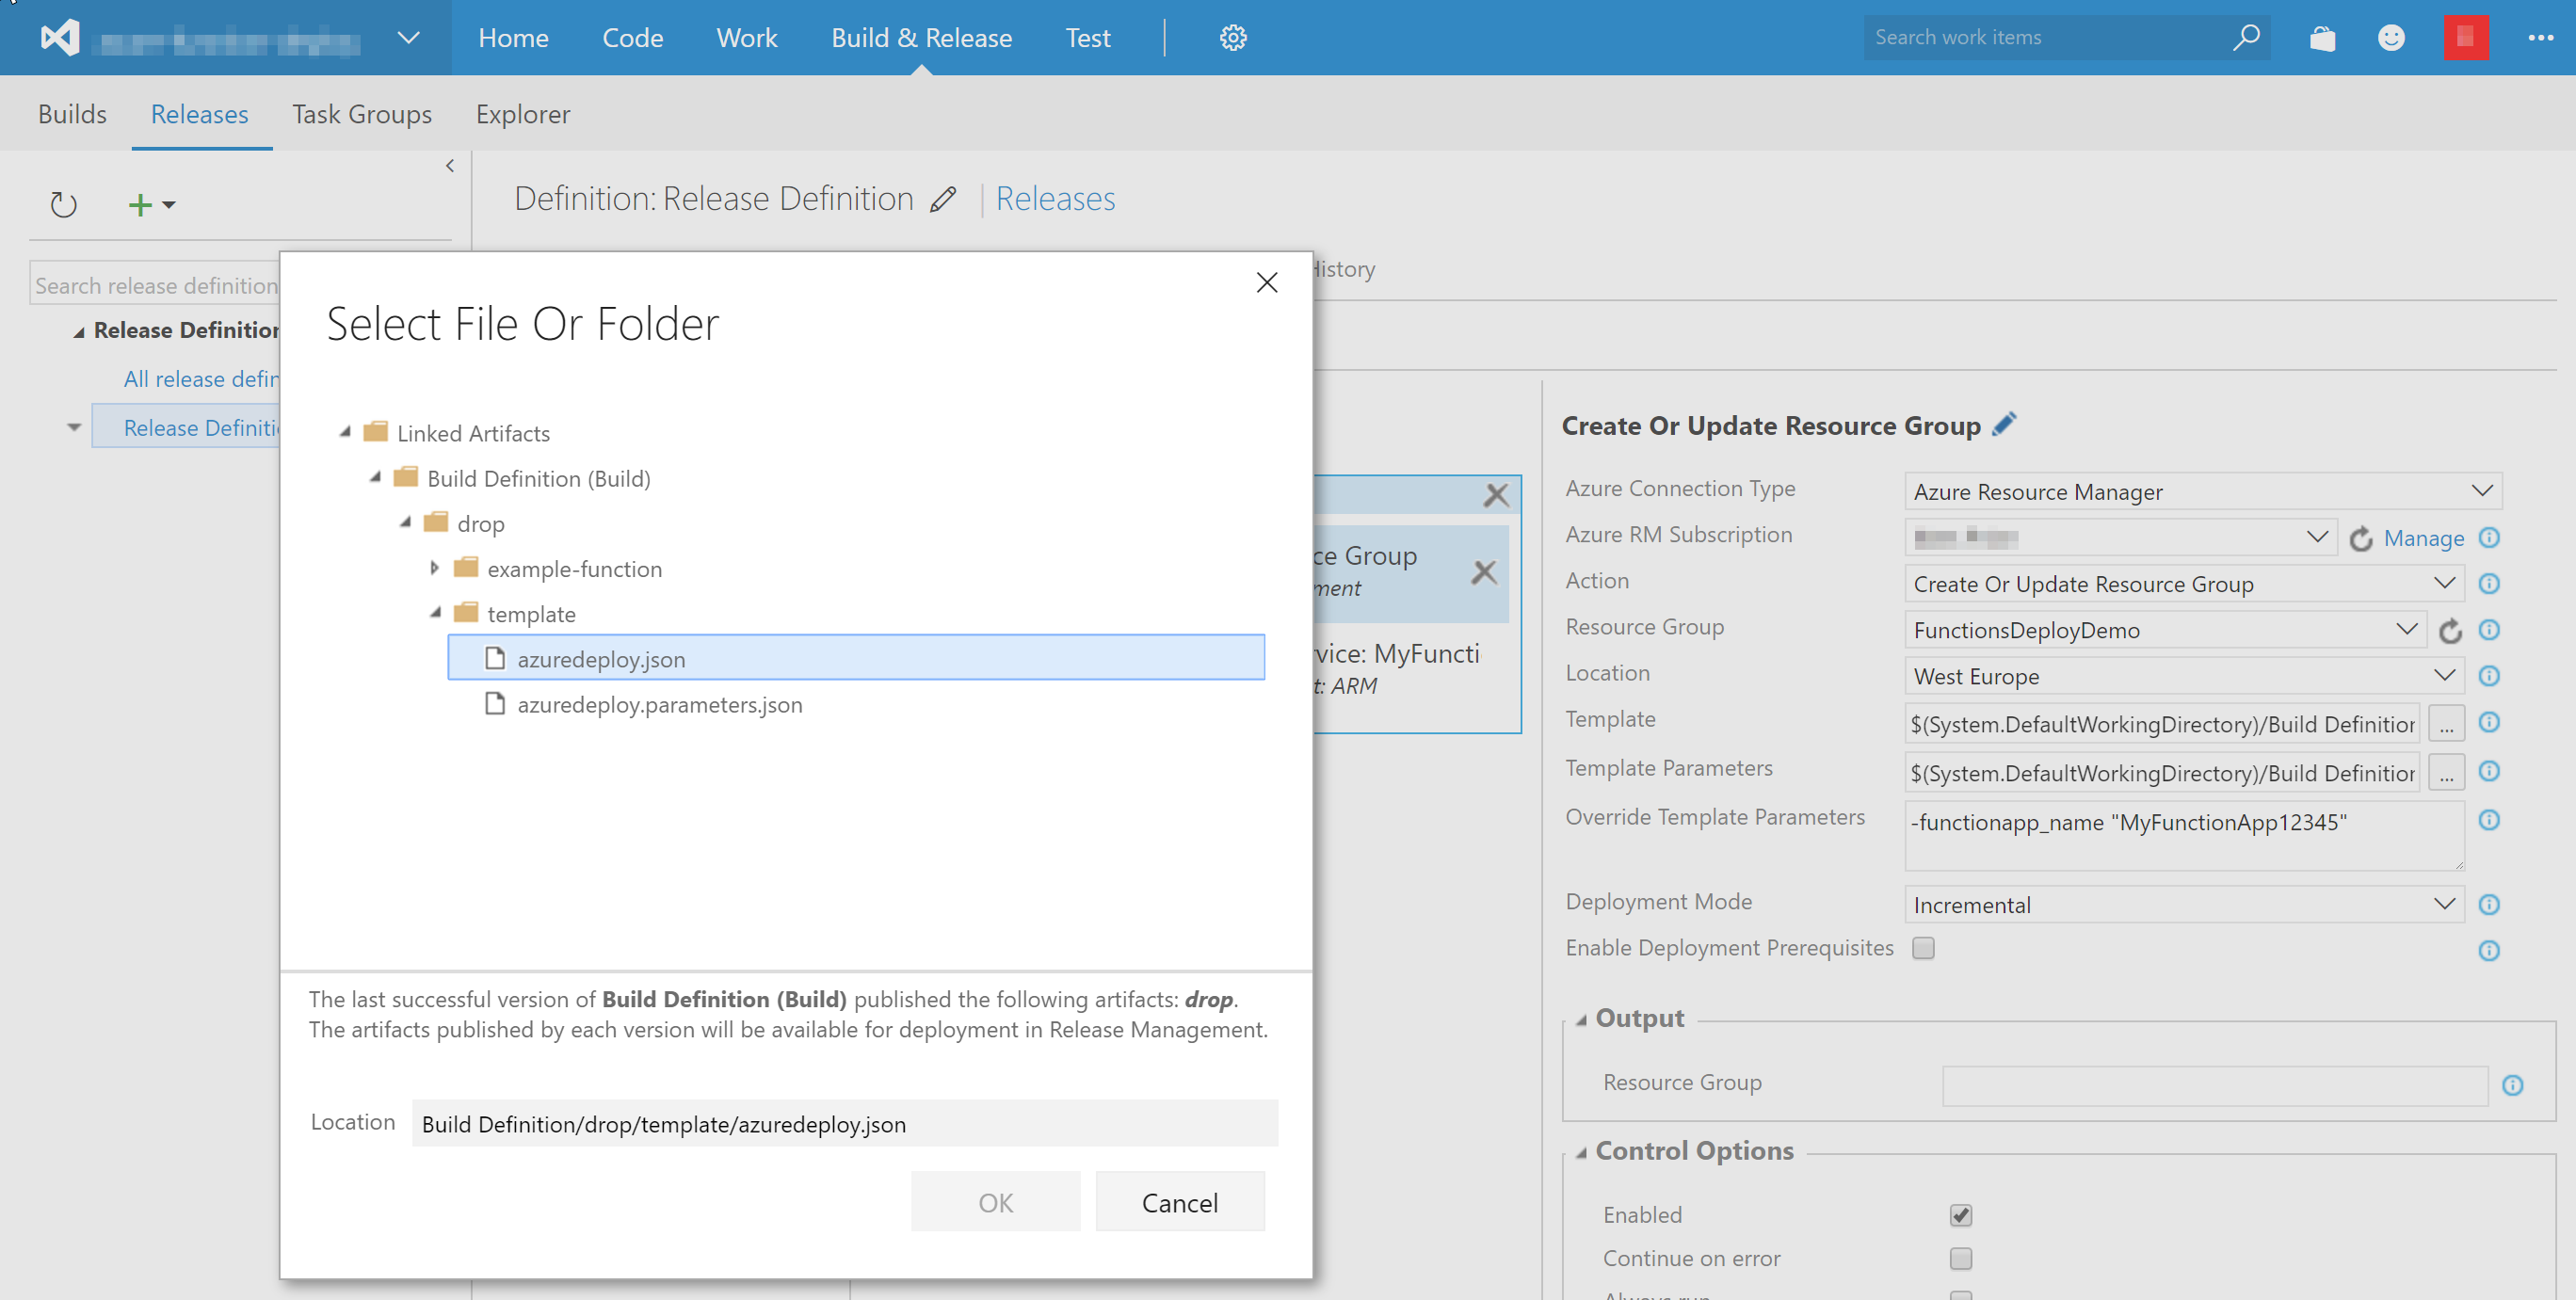 Home Code Work Build & Release Test Search work items
Builds Releases Task Groups Explorer
Definition: Release Definition | Releases
Search release definition
History
Release Definition
All release defin
Release Definiti
Select File Or Folder
Linked Artifacts
Build Definition (Build)
drop
example-function
template
azuredeploy.json
azuredeploy.parameters.json
The last successful version of Build Definition (Build) published the following artifacts: drop.
The artifacts published by each version will be available for deployment in Release Management.
Location Build Definition/drop/template/azuredeploy.json
OK Cancel
ce Group
ment
vice: MyFuncti
t: ARM
Create Or Update Resource Group
Azure Connection Type Azure Resource Manager
Azure RM Subscription Manage
Action Create Or Update Resource Group
Resource Group FunctionsDeployDemo
Location West Europe
Template $(System.DefaultWorkingDirectory)/Build Definition ...
Template Parameters $(System.DefaultWorkingDirectory)/Build Definition ...
Override Template Parameters -functionapp_name "MyFunctionApp12345"
Deployment Mode Incremental
Enable Deployment Prerequisites
Output
Resource Group
Control Options
Enabled
Continue on error
Always run